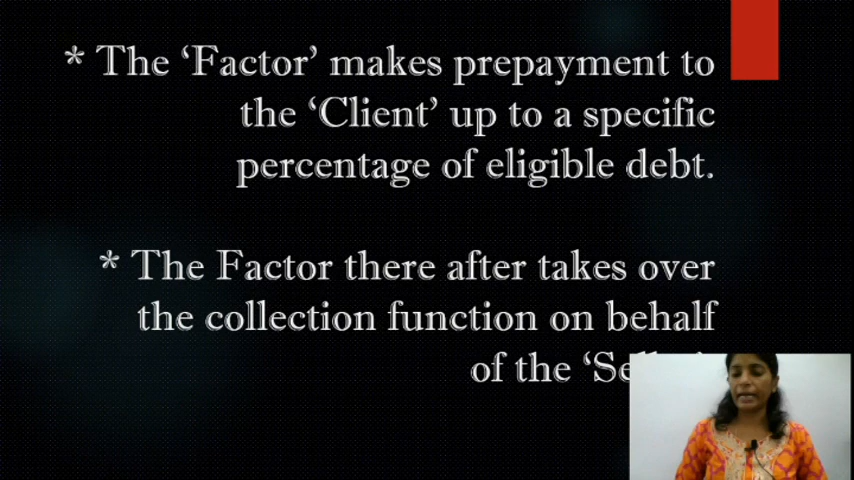 * The ‘Factor’ makes prepayment to
the ‘Client’ up to a specific
percentage of eligible debt.
* The Factor there after takes over
the collection function on behalf
of the